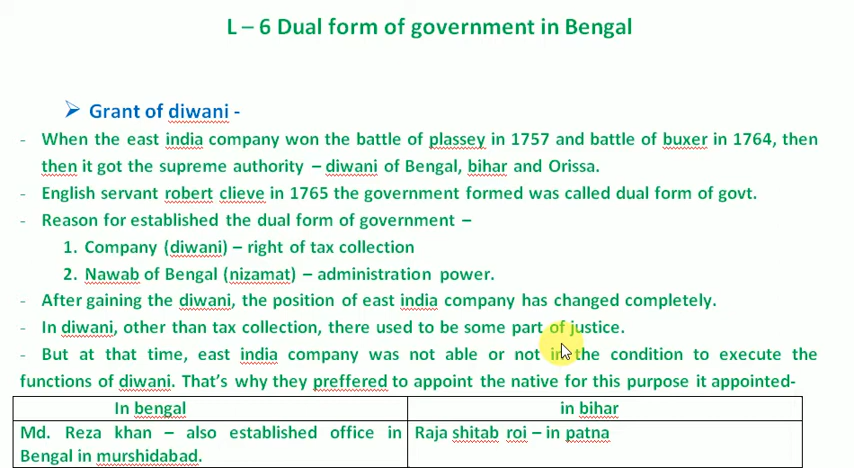 L – 6 Dual form of government in Bengal
➢ Grant of diwani -
- When the east india company won the battle of plassey in 1757 and battle of buxer in 1764, then
then it got the supreme authority – diwani of Bengal, bihar and Orissa.
- English servant robert clieve in 1765 the government formed was called dual form of govt.
- Reason for established the dual form of government –
1. Company (diwani) – right of tax collection
2. Nawab of Bengal (nizamat) – administration power.
- After gaining the diwani, the position of east india company has changed completely.
- In diwani, other than tax collection, there used to be some part of justice.
- But at that time, east india company was not able or not in the condition to execute the
functions of diwani. That's why they preffered to appoint the native for this purpose it appointed-
In bengal
in bihar
Md. Reza khan – also established office in
Bengal in murshidabad.
Raja shitab roi – in patna